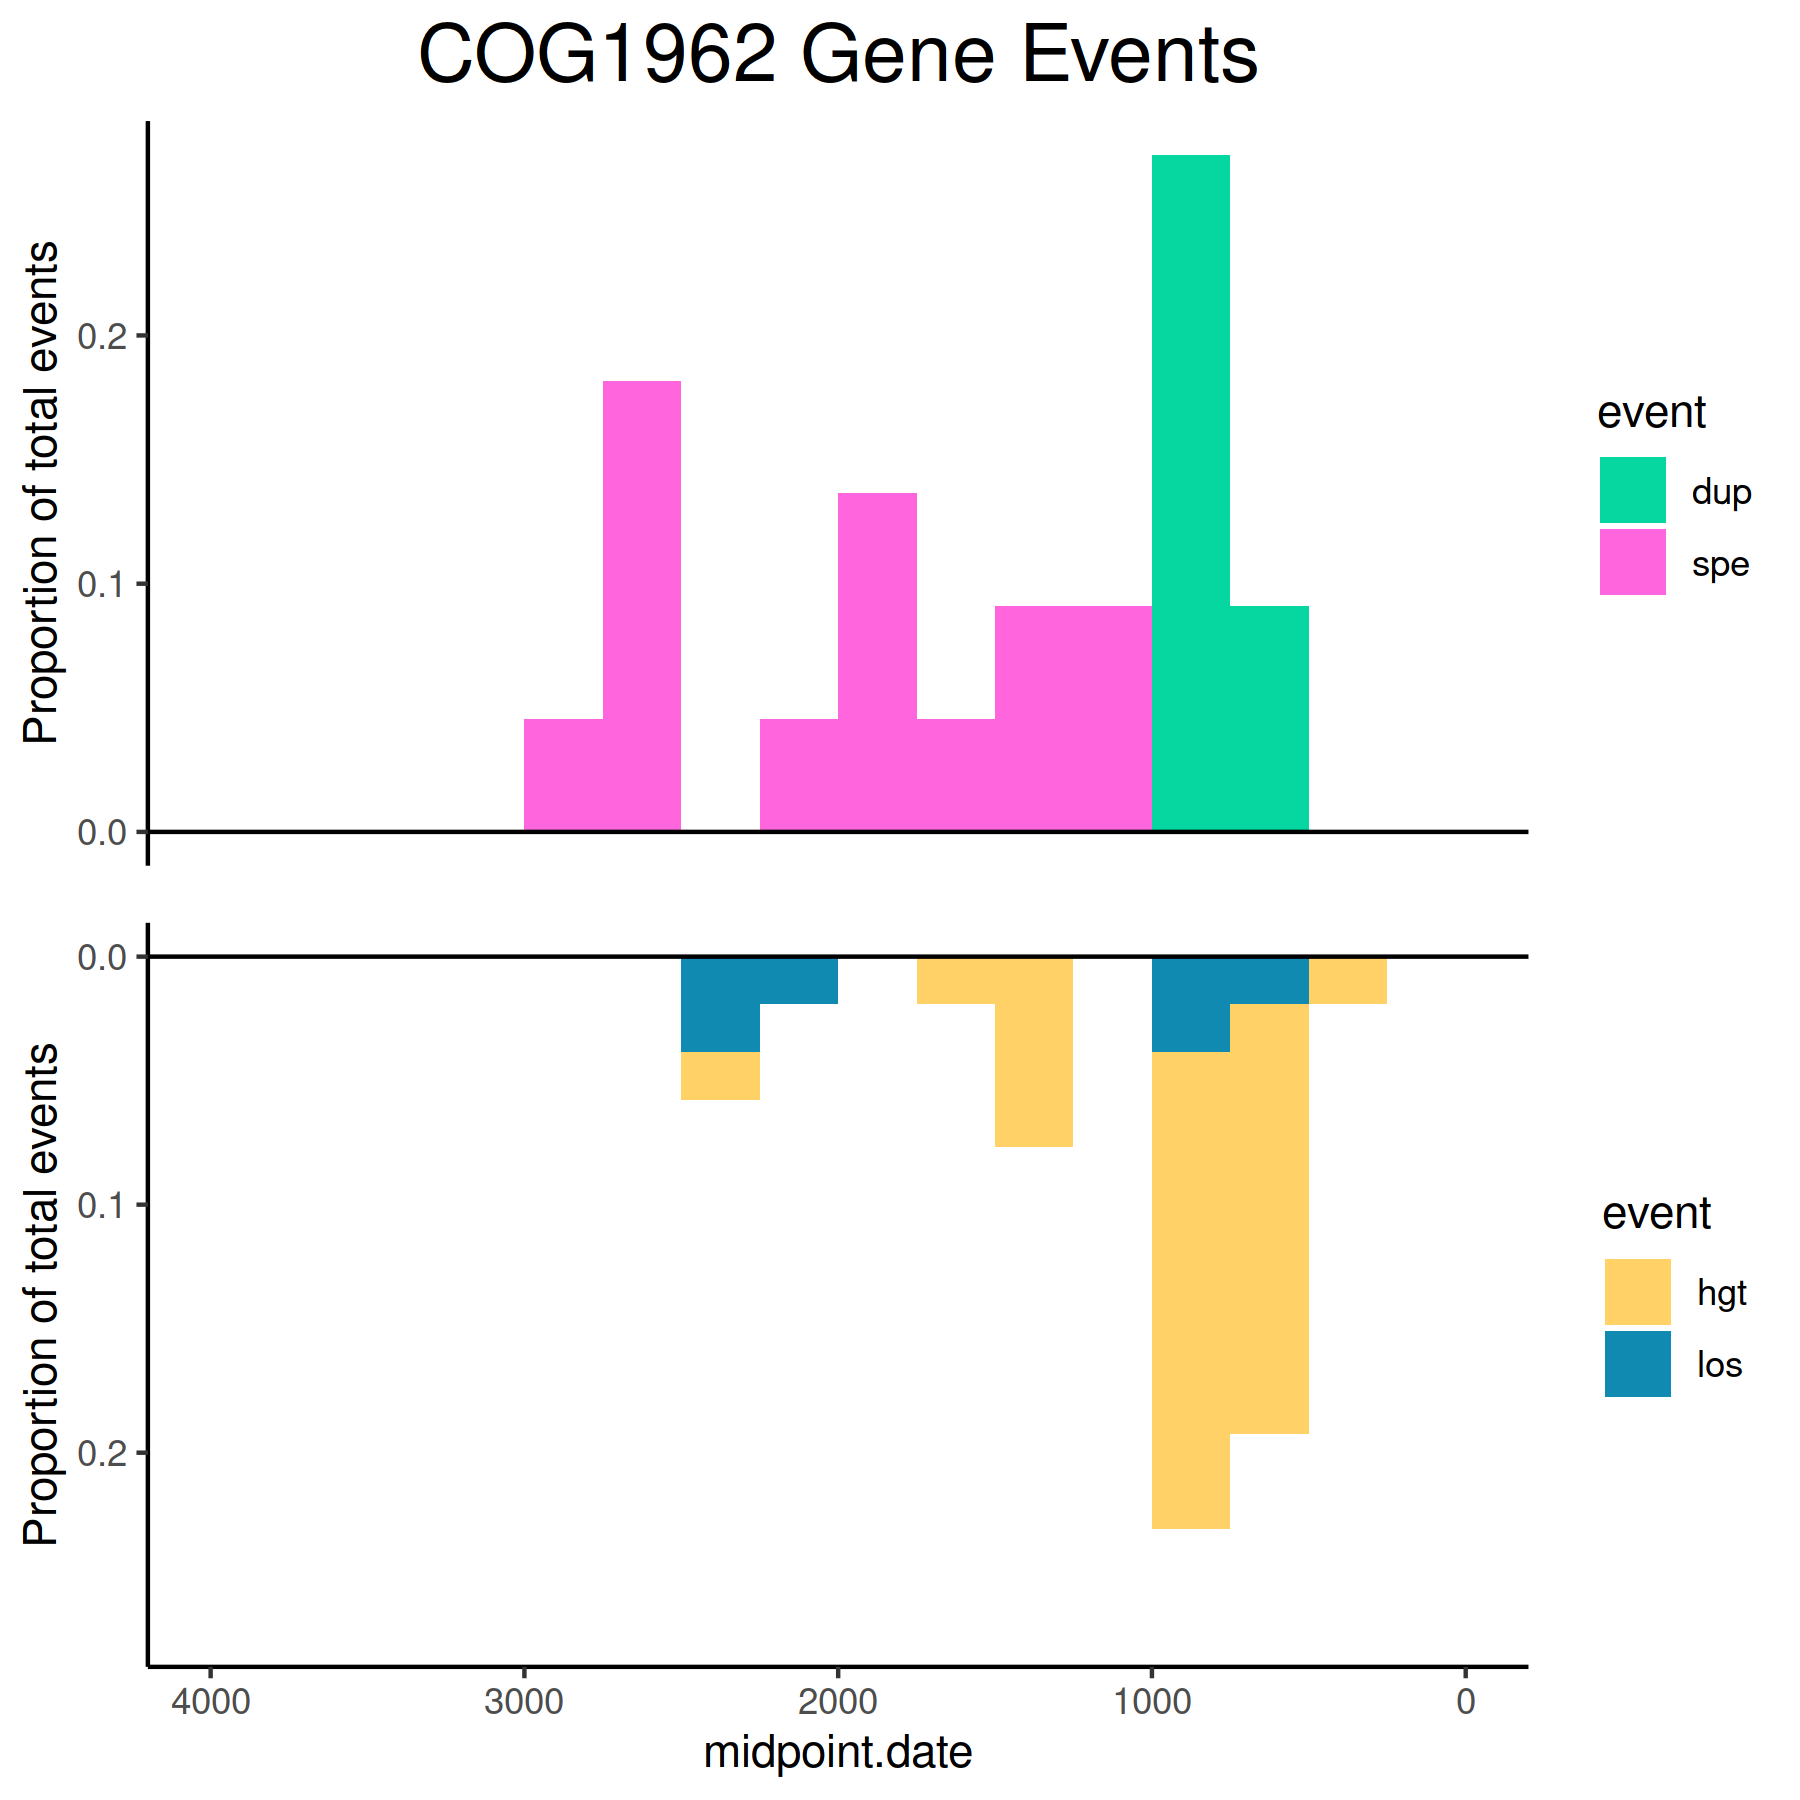 COG1962 Gene Events
Proportion of total events
0.2
0.1
0.0
event
dup
spe
Proportion of total events
0.0
0.1
0.2
event
hgt
los
4000 3000 2000 1000 0
midpoint.date